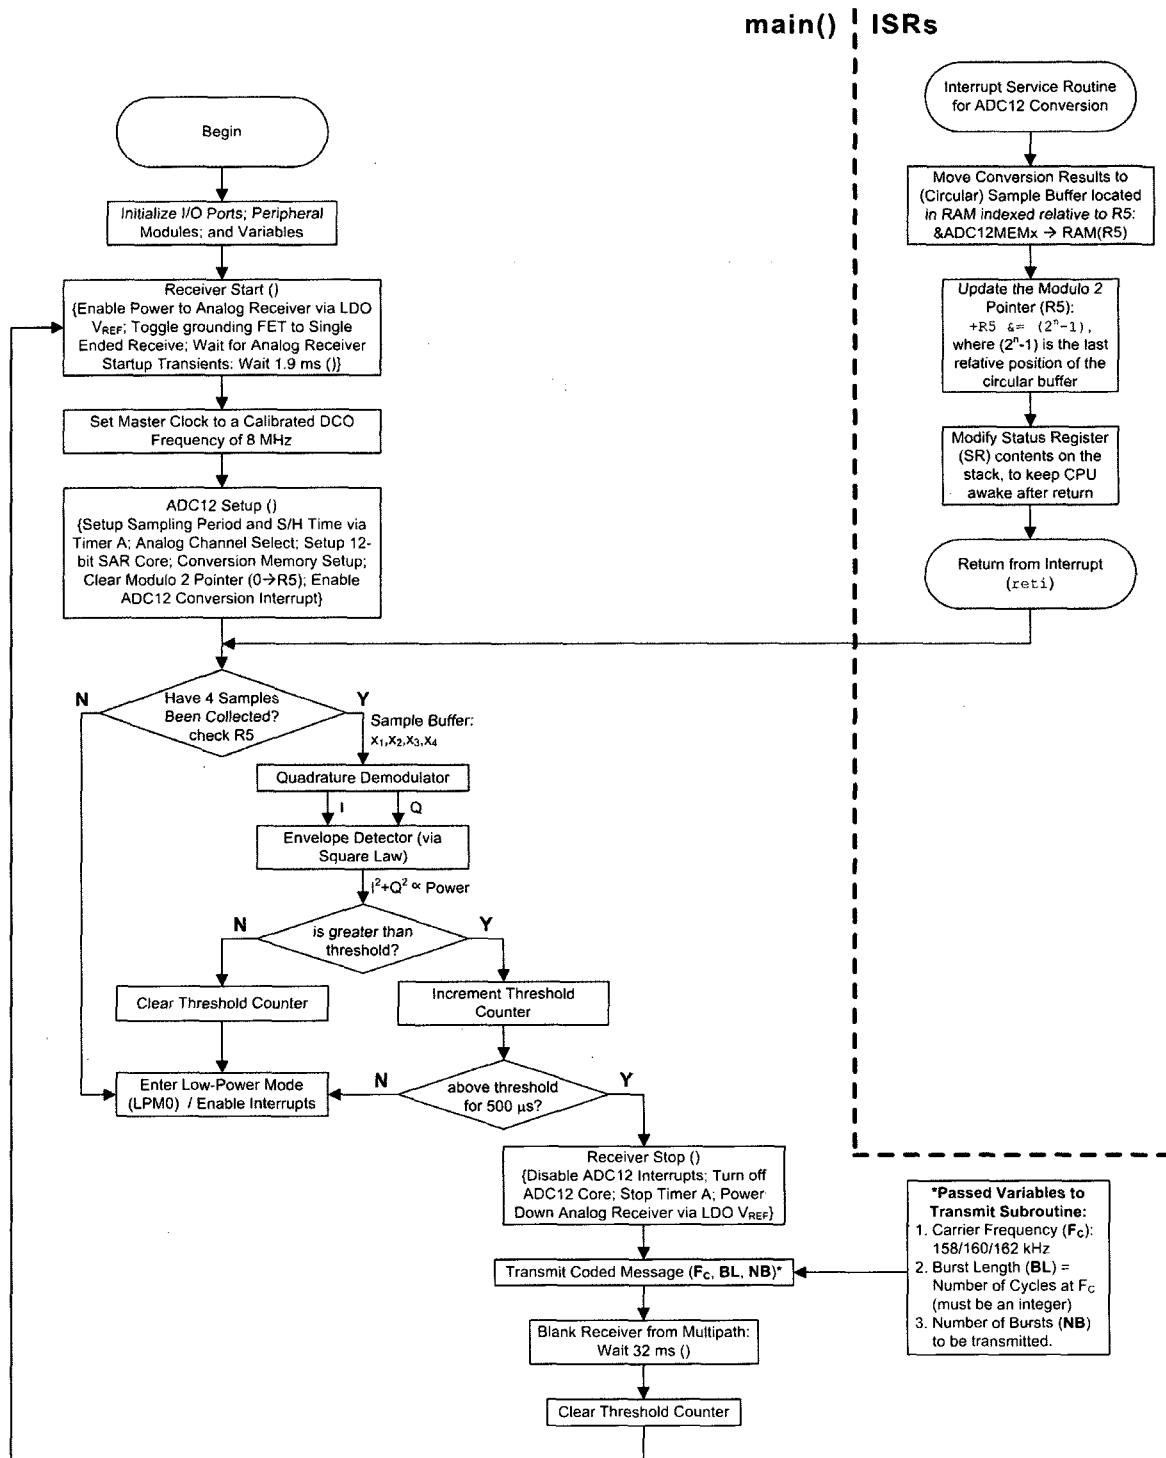 main()
ISRs
Begin
Initialize I/O Ports; Peripheral
Modules; and Variables
Receiver Start ()
{Enable Power to Analog Receiver via LDO
VREF; Toggle grounding FET to Single
Ended Receive; Wait for Analog Receiver
Startup Transients: Wait 1.9 ms ()}
Set Master Clock to a Calibrated DCO
Frequency of 8 MHz
ADC12 Setup ()
{Setup Sampling Period and S/H Time via
Timer A; Analog Channel Select; Setup 12-
bit SAR Core; Conversion Memory Setup;
Clear Modulo 2 Pointer (0→R5); Enable
ADC12 Conversion Interrupt}
N
Have 4 Samples
Been Collected?
check R5
Y
Sample Buffer:
x1,x2,x3,x4
Quadrature Demodulator
I
Q
Envelope Detector (via
Square Law)
I²+Q² ∝ Power
N
is greater than
threshold?
Y
Clear Threshold Counter
Increment Threshold
Counter
Enter Low-Power Mode
(LPM0) / Enable Interrupts
N
above threshold
for 500 µs?
Y
Receiver Stop ()
{Disable ADC12 Interrupts; Turn off
ADC12 Core; Stop Timer A; Power
Down Analog Receiver via LDO VREF}
Transmit Coded Message (FC, BL, NB)*
Blank Receiver from Multipath:
Wait 32 ms ()
Clear Threshold Counter
Interrupt Service Routine
for ADC12 Conversion
Move Conversion Results to
(Circular) Sample Buffer located
in RAM indexed relative to R5:
&ADC12MEMx → RAM(R5)
Update the Modulo 2
Pointer (R5):
+R5 &= (2ⁿ-1),
where (2ⁿ-1) is the last
relative position of the
circular buffer
Modify Status Register
(SR) contents on the
stack, to keep CPU
awake after return
Return from Interrupt
(reti)
*Passed Variables to
Transmit Subroutine:
1. Carrier Frequency (FC):
158/160/162 kHz
2. Burst Length (BL) =
Number of Cycles at FC
(must be an integer)
3. Number of Bursts (NB)
to be transmitted.